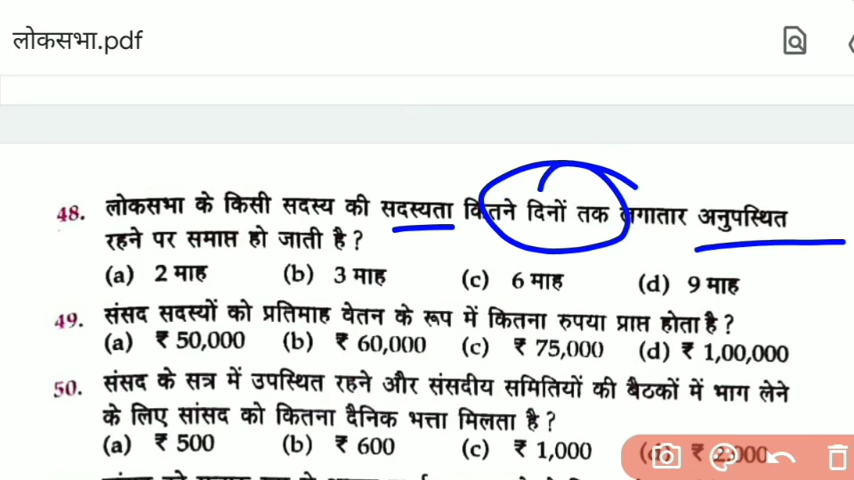 लोकसभा.pdf
48. लोकसभा के किसी सदस्य की सदस्यता कितने दिनों तक लगातार अनुपस्थित
रहने पर समाप्त हो जाती है ?
(a) 2 माह (b) 3 माह (c) 6 माह (d) 9 माह
49. संसद सदस्यों को प्रतिमाह वेतन के रूप में कितना रुपया प्राप्त होता है ?
(a) ₹ 50,000 (b) ₹ 60,000 (c) ₹ 75,000 (d) ₹ 1,00,000
50. संसद के सत्र में उपस्थित रहने और संसदीय समितियों की बैठकों में भाग लेने
के लिए सांसद को कितना दैनिक भत्ता मिलता है ?
(a) ₹ 500 (b) ₹ 600 (c) ₹ 1,000 (d) ₹ 2,000